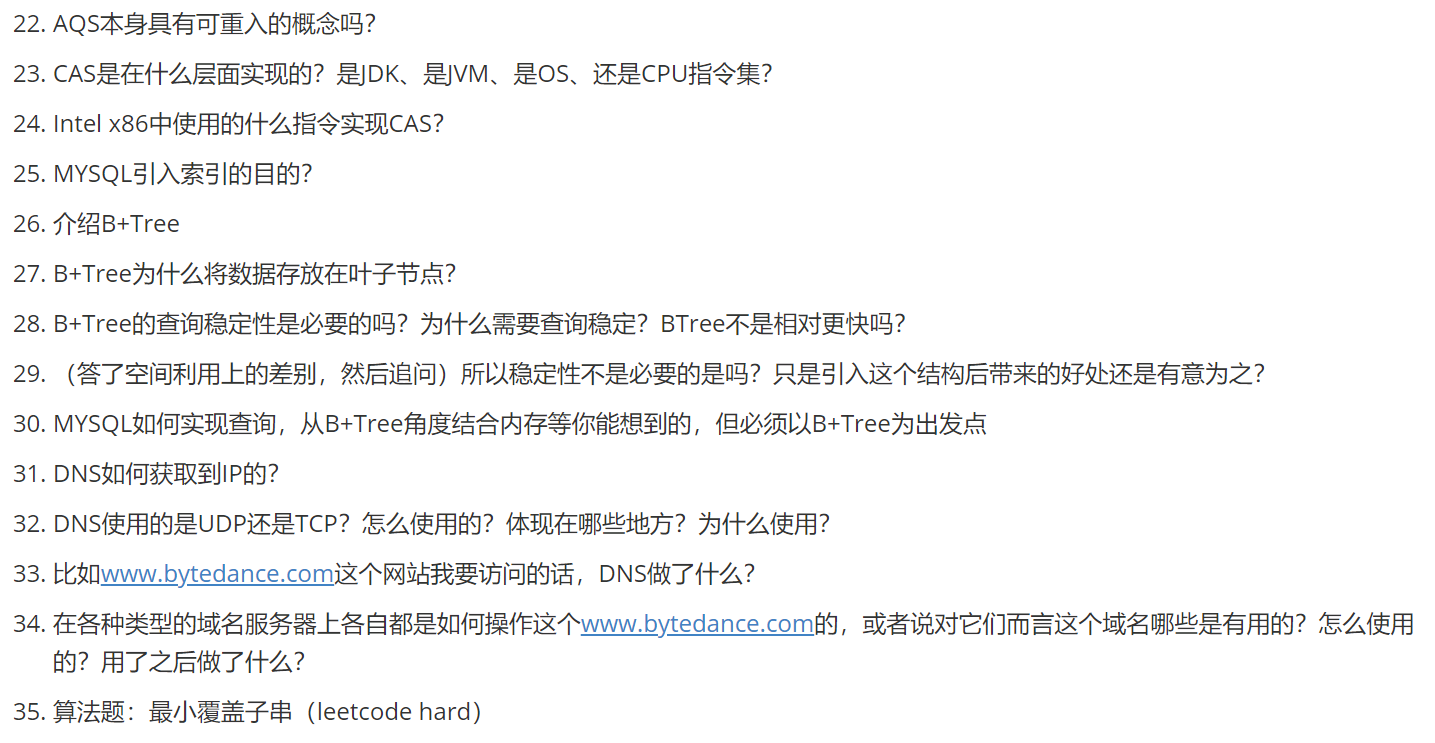 22. AQS本身具有可重入的概念吗？
23. CAS是在什么层面实现的？是JDK、是JVM、是OS、还是CPU指令集？
24. Intel x86中使用的什么指令实现CAS？
25. MYSQL引入索引的目的？
26. 介绍B+Tree
27. B+Tree为什么将数据存放在叶子节点？
28. B+Tree的查询稳定性是必要的吗？为什么需要查询稳定？BTree不是相对更快吗？
29. （答了空间利用上的差别，然后追问）所以稳定性不是必要的是吗？只是引入这个结构后带来的好处还是有意为之？
30. MYSQL如何实现查询，从B+Tree角度结合内存等你能想到的，但必须以B+Tree为出发点
31. DNS如何获取到IP的？
32. DNS使用的是UDP还是TCP？怎么使用的？体现在哪些地方？为什么使用？
33. 比如www.bytedance.com这个网站我要访问的话，DNS做了什么？
34. 在各种类型的域名服务器上各自都是如何操作这个www.bytedance.com的，或者说对它们而言这个域名哪些是有用的？怎么使用
的？用了之后做了什么？
35. 算法题：最小覆盖子串（leetcode hard）